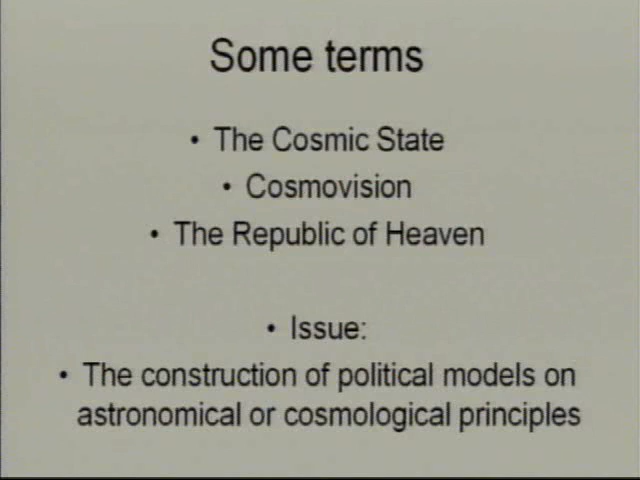 Some terms
• The Cosmic State
• Cosmovision
• The Republic of Heaven
• Issue:
• The construction of political models on
astronomical or cosmological principles